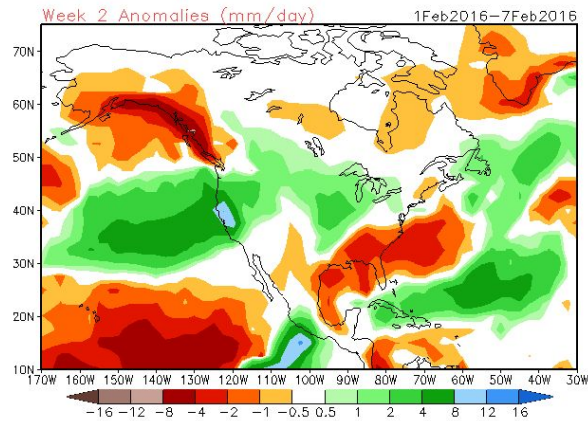 Week 2 Anomalies (mm/day) 1Feb2016–7Feb2016
70N
60N
50N
40N
30N
20N
10N
170W 160W 150W 140W 130W 120W 110W 100W 90W 80W 70W 60W 50W 40W 30W
−16 −12 −8 −4 −2 −1 −0.5 0.5 1 2 4 8 12 16